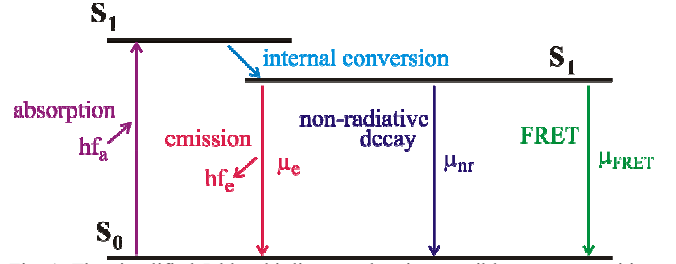 S1
internal conversion
S1
absorption
hfa
emission
hfe
μe
non-radiative
decay
μnr
FRET
μFRET
S0